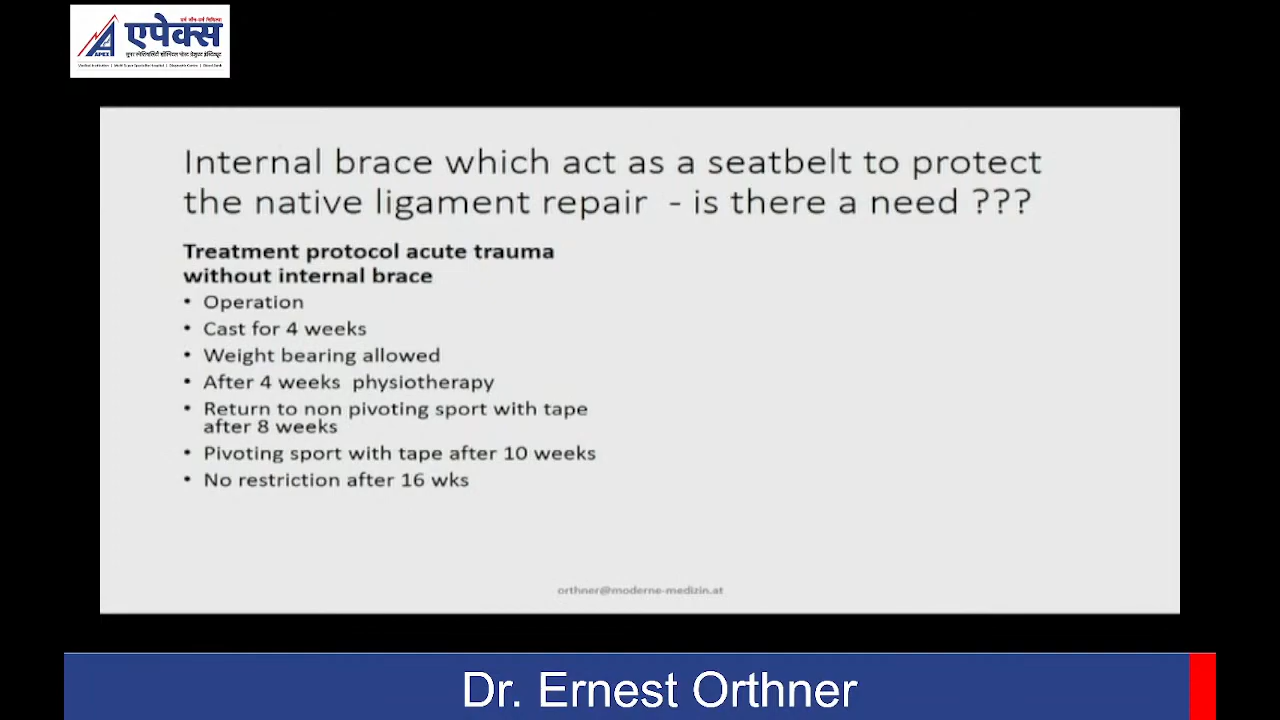 एपेक्स
APEX
Internal brace which act as a seatbelt to protect
the native ligament repair - is there a need ???
Treatment protocol acute trauma
without internal brace
• Operation
• Cast for 4 weeks
• Weight bearing allowed
• After 4 weeks physiotherapy
• Return to non pivoting sport with tape
after 8 weeks
• Pivoting sport with tape after 10 weeks
• No restriction after 16 wks
orthner@moderne-medizin.at
Dr. Ernest Orthner